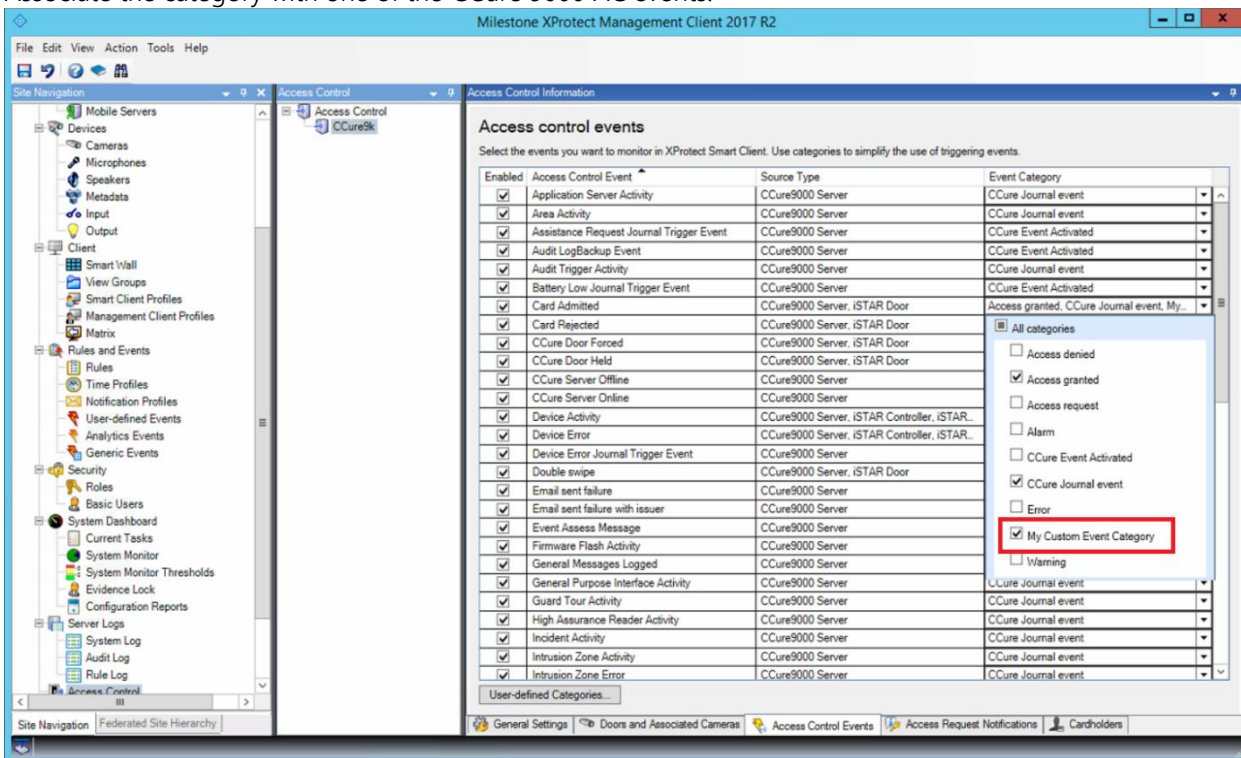 Associate the category with one of the CCure 9000 AC events:
Milestone XProtect Management Client 2017 R2
File Edit View Action Tools Help
Site Navigation
Mobile Servers
Devices
Cameras
Microphones
Speakers
Metadata
Input
Output
Client
Smart Wall
View Groups
Smart Client Profiles
Management Client Profiles
Matrix
Rules and Events
Rules
Time Profiles
Notification Profiles
User-defined Events
Analytics Events
Generic Events
Security
Roles
Basic Users
System Dashboard
Current Tasks
System Monitor
System Monitor Thresholds
Evidence Lock
Configuration Reports
Server Logs
System Log
Audit Log
Rule Log
Access Control
Site Navigation Federated Site Hierarchy
Access Control
Access Control
CCure9k
Access Control Information
Access control events
Select the events you want to monitor in XProtect Smart Client. Use categories to simplify the use of triggering events.
Enabled Access Control Event Source Type Event Category
Application Server Activity CCure9000 Server CCure Journal event
Area Activity CCure9000 Server CCure Journal event
Assistance Request Journal Trigger Event CCure9000 Server CCure Event Activated
Audit LogBackup Event CCure9000 Server CCure Event Activated
Audit Trigger Activity CCure9000 Server CCure Journal event
Battery Low Journal Trigger Event CCure9000 Server CCure Event Activated
Card Admitted CCure9000 Server, iSTAR Door Access granted, CCure Journal event, My...
Card Rejected CCure9000 Server, iSTAR Door
CCure Door Forced CCure9000 Server, iSTAR Door
CCure Door Held CCure9000 Server, iSTAR Door
CCure Server Offline CCure9000 Server
CCure Server Online CCure9000 Server
Device Activity CCure9000 Server, iSTAR Controller, iSTAR...
Device Error CCure9000 Server, iSTAR Controller, iSTAR...
Device Error Journal Trigger Event CCure9000 Server
Double swipe CCure9000 Server, iSTAR Door
Email sent failure CCure9000 Server
Email sent failure with issuer CCure9000 Server
Event Assess Message CCure9000 Server
Firmware Flash Activity CCure9000 Server
General Messages Logged CCure9000 Server
All categories
Access denied
Access granted
Access request
Alarm
CCure Event Activated
CCure Journal event
Error
My Custom Event Category
Warning
General Purpose Interface Activity CCure9000 Server CCure Journal event
Guard Tour Activity CCure9000 Server CCure Journal event
High Assurance Reader Activity CCure9000 Server CCure Journal event
Incident Activity CCure9000 Server CCure Journal event
Intrusion Zone Activity CCure9000 Server CCure Journal event
Intrusion Zone Error CCure9000 Server CCure Journal event
User-defined Categories...
General Settings Doors and Associated Cameras Access Control Events Access Request Notifications Cardholders